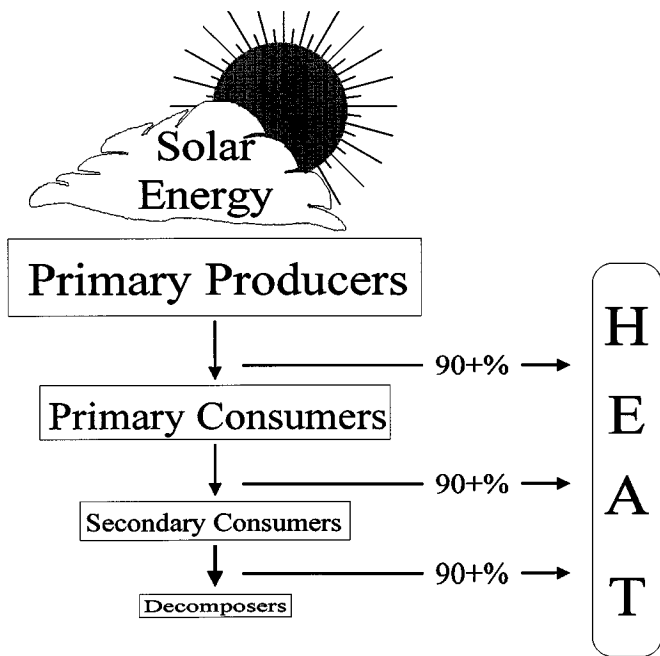 Solar
Energy
Primary Producers
90+%
Primary Consumers
90+%
Secondary Consumers
90+%
Decomposers
H
E
A
T